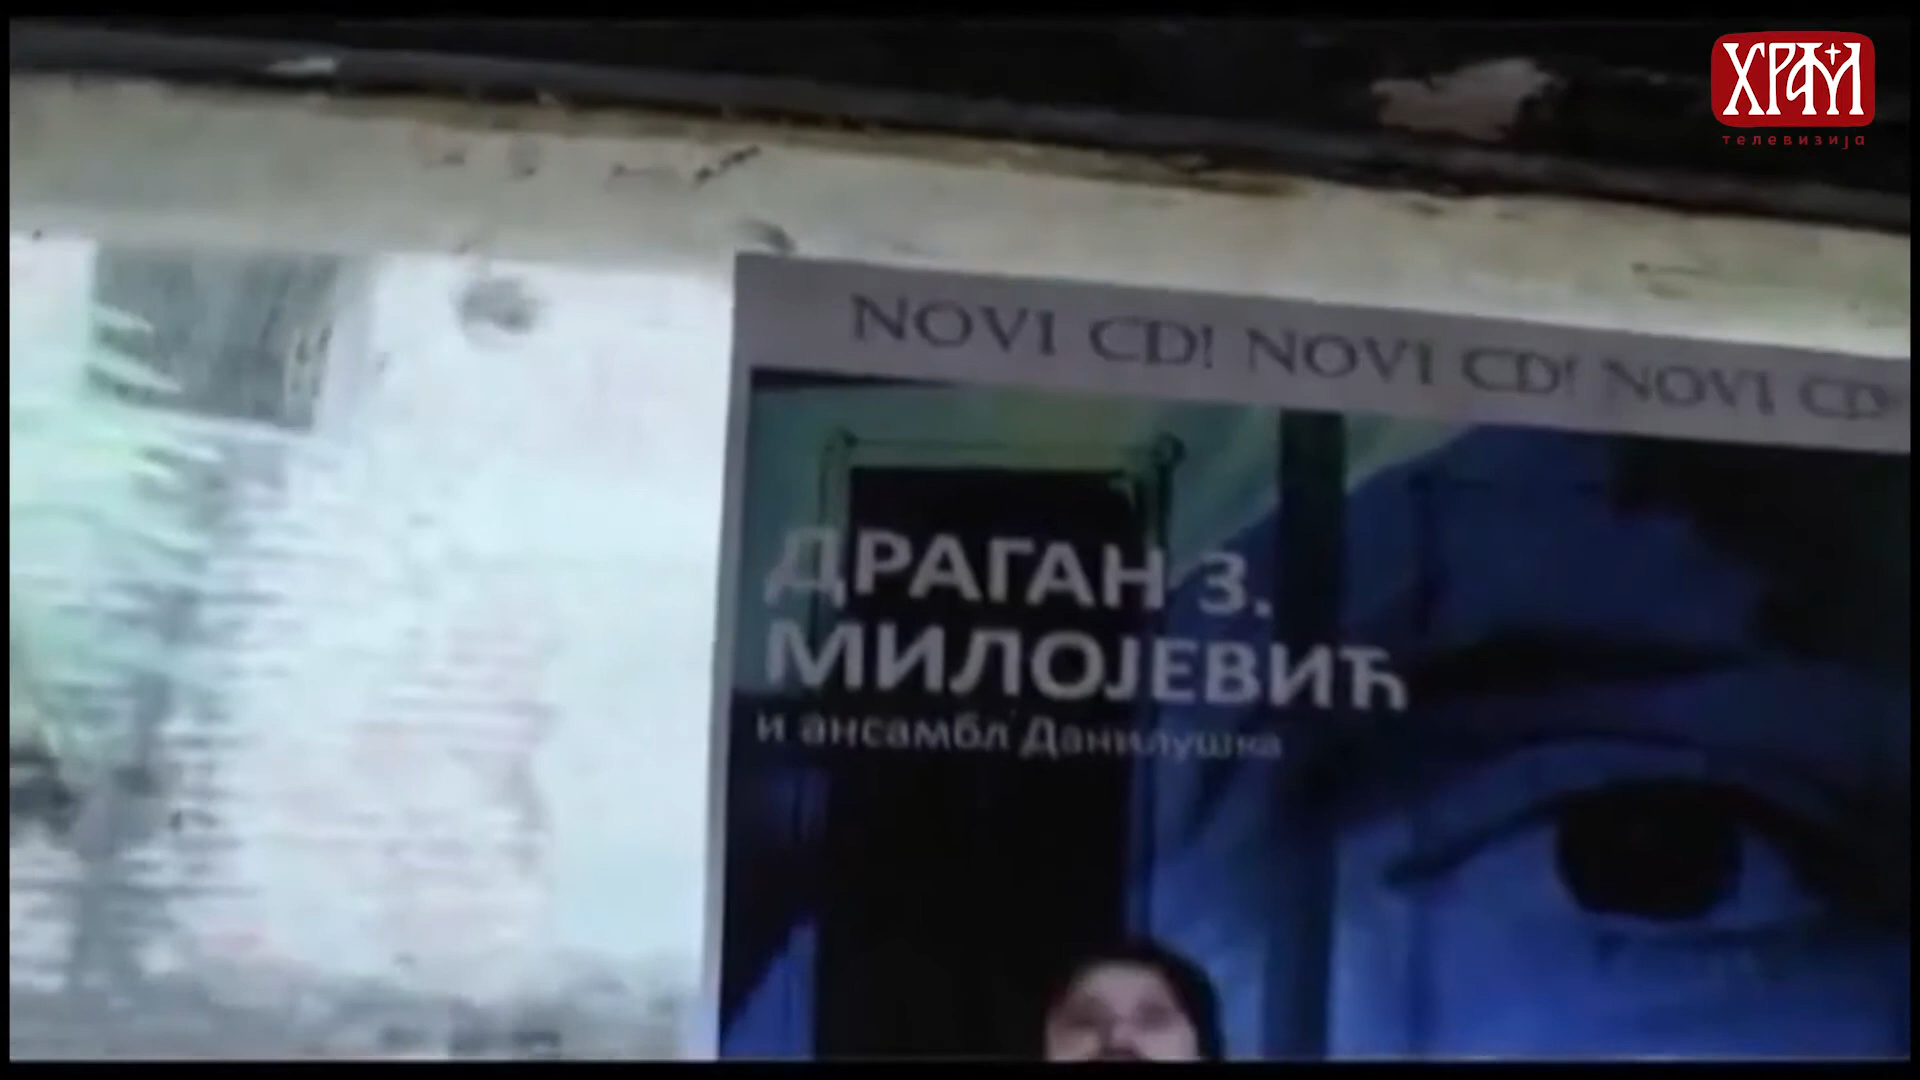 ХРАМ
телевизија
NOVI CD! NOVI CD! NOVI CD!
ДРАГАН З.
МИЛОЈЕВИЋ
и ансамбл Данилушка